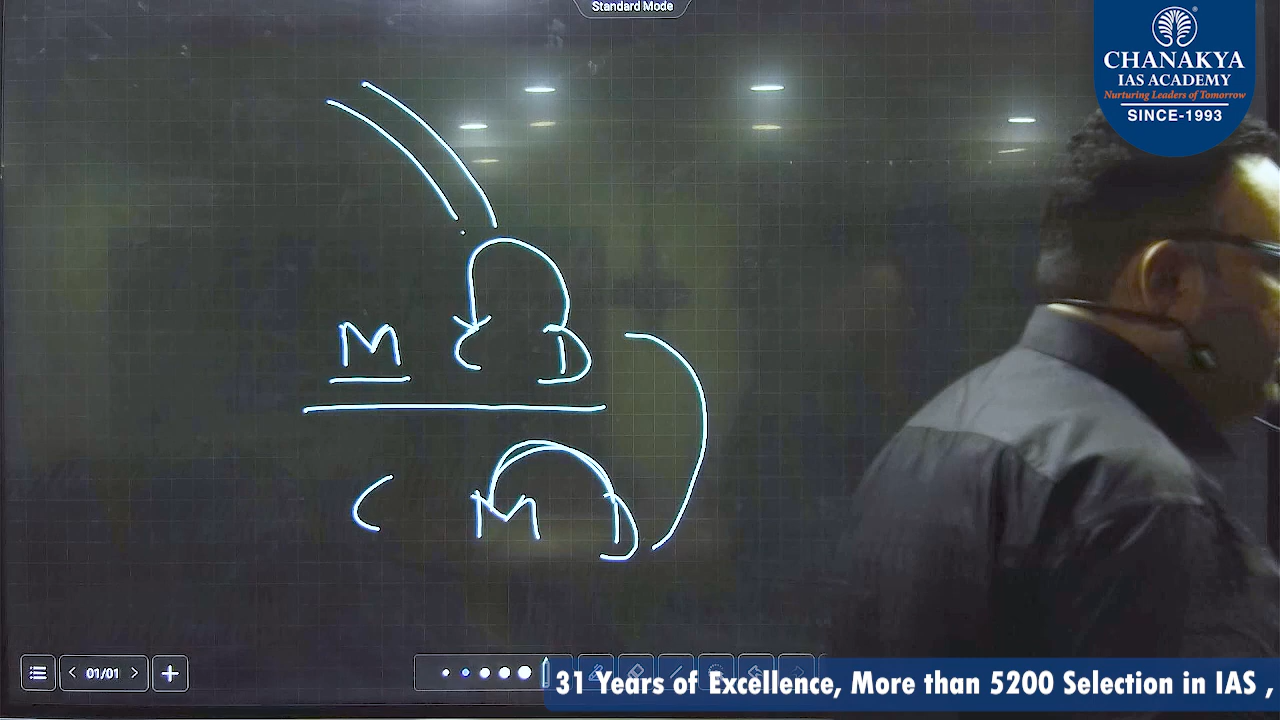 Standard Mode
CHANAKYA
IAS ACADEMY
Nurturing Leaders of Tomorrow
SINCE-1993
M C D
C M D
01/01
31 Years of Excellence, More than 5200 Selection in IAS ,